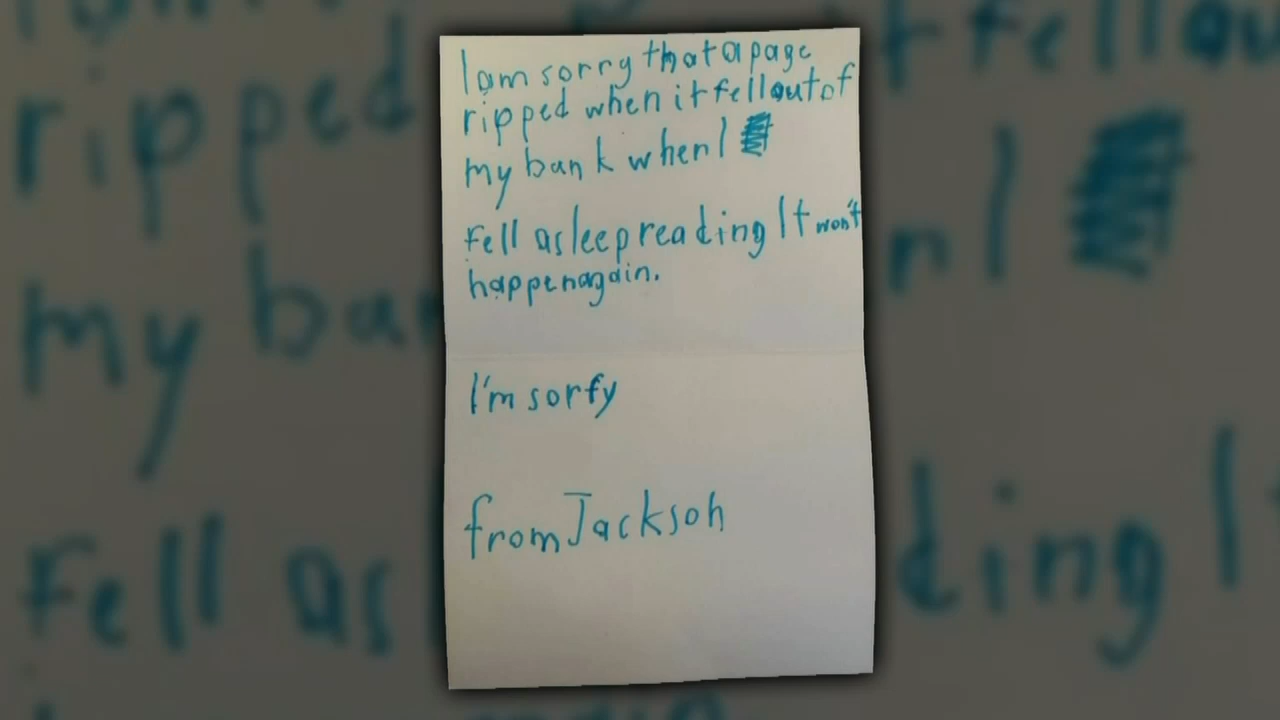 I am sorry that a page
ripped when it fell out of
my bank when I
fell asleep reading It won't
happen again.
I'm sorry
from Jackson